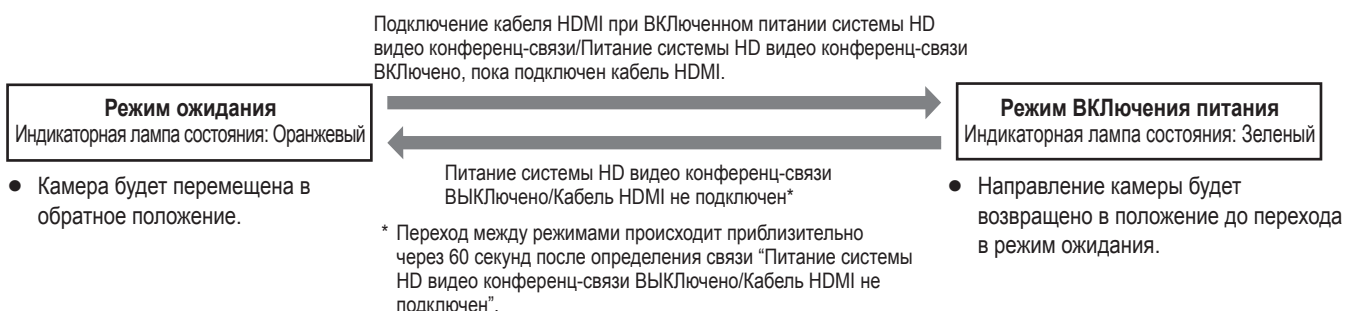 Подключение кабеля HDMI при ВКЛюченном питании системы HD
видео конференц-связи/Питание системы HD видео конференц-связи
ВКЛючено, пока подключен кабель HDMI.
Режим ожидания
Индикаторная лампа состояния: Оранжевый
Режим ВКЛючения питания
Индикаторная лампа состояния: Зеленый
● Камера будет перемещена в
обратное положение.
Питание системы HD видео конференц-связи
ВЫКЛючено/Кабель HDMI не подключен*
* Переход между режимами происходит приблизительно
через 60 секунд после определения связи “Питание системы
HD видео конференц-связи ВЫКЛючено/Кабель HDMI не
подключен”.
● Направление камеры будет
возвращено в положение до перехода
в режим ожидания.